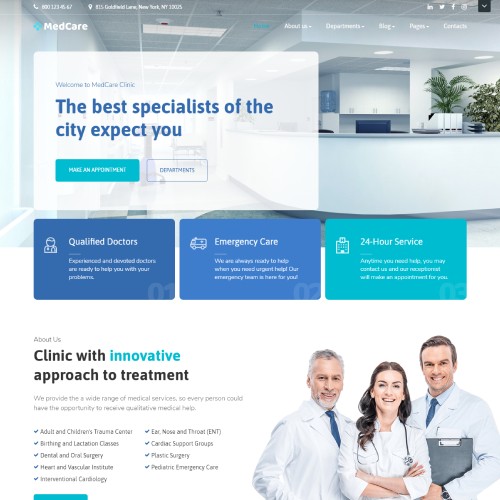 800 123 45 67
815 Goldfield Lane, New York, NY 10025
MedCare
Home About us Departments Blog Pages Contacts
Welcome to MedCare Clinic
The best specialists of the
city expect you
MAKE AN APPOINTMENT
DEPARTMENTS
Qualified Doctors
Experienced and devoted doctors
are ready to help you with your
problems.
01
Emergency Care
We are always ready to help
when you need urgent help! Our
emergency team is here for you!
02
24-Hour Service
Anytime you need help, you may
contact us and our receptionist
will make an appointment for you.
03
About Us
Clinic with innovative
approach to treatment
We provide the a wide range of medical services, so every person could
have the opportunity to receive qualitative medical help.
Adult and Children's Trauma Center
Birthing and Lactation Classes
Dental and Oral Surgery
Heart and Vascular Institute
Interventional Cardiology
Ear, Nose and Throat (ENT)
Cardiac Support Groups
Plastic Surgery
Pediatric Emergency Care